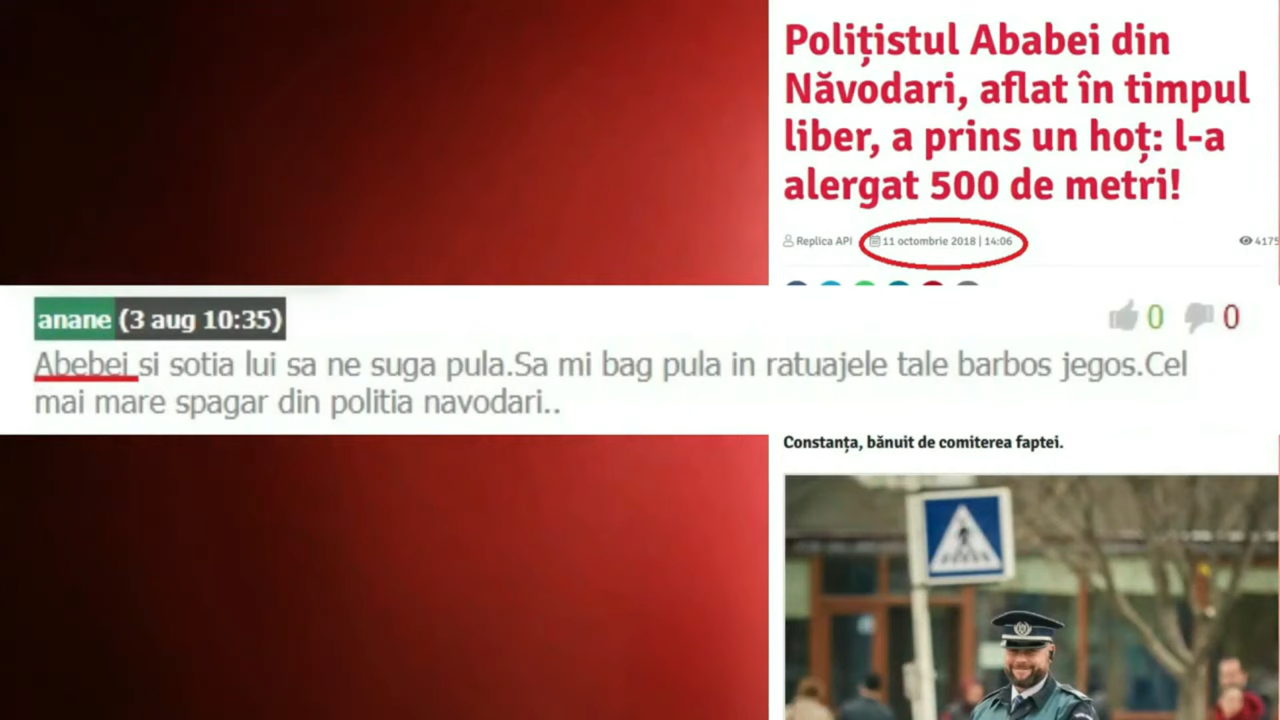 Polițistul Ababei din
Năvodari, aflat în timpul
liber, a prins un hoț: l-a
alergat 500 de metri!
Replica API 11 octombrie 2018 | 14:06 4175
anane (3 aug 10:35) 0 0
Abebei si sotia lui sa ne suga pula.Sa mi bag pula in ratuajele tale barbos jegos.Cel
mai mare spagar din politia navodari..
Constanța, bănuit de comiterea faptei.